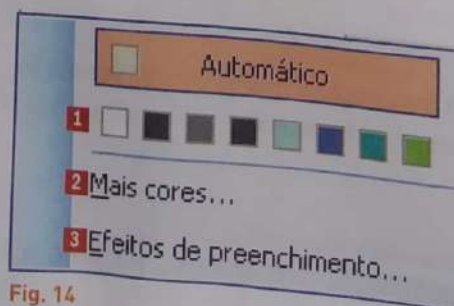 Automático
1
2 Mais cores...
3 Efeitos de preenchimento...
Fig. 14